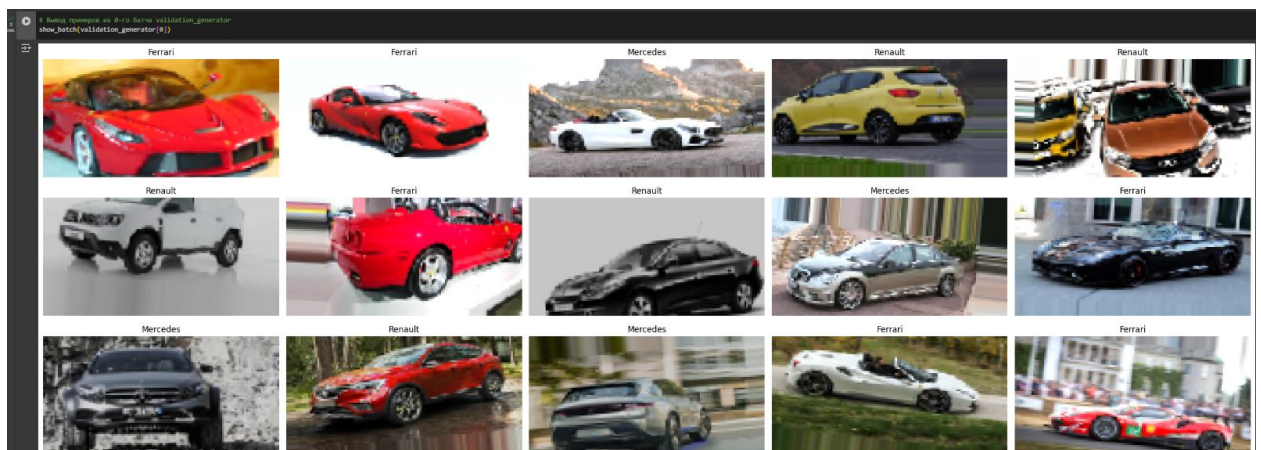 # Вывод примеров из 0-го батча validation_generator
show_batch(validation_generator[0])
Ferrari Ferrari Mercedes Renault Renault
Renault Ferrari Renault Mercedes Ferrari
Mercedes Renault Mercedes Ferrari Ferrari